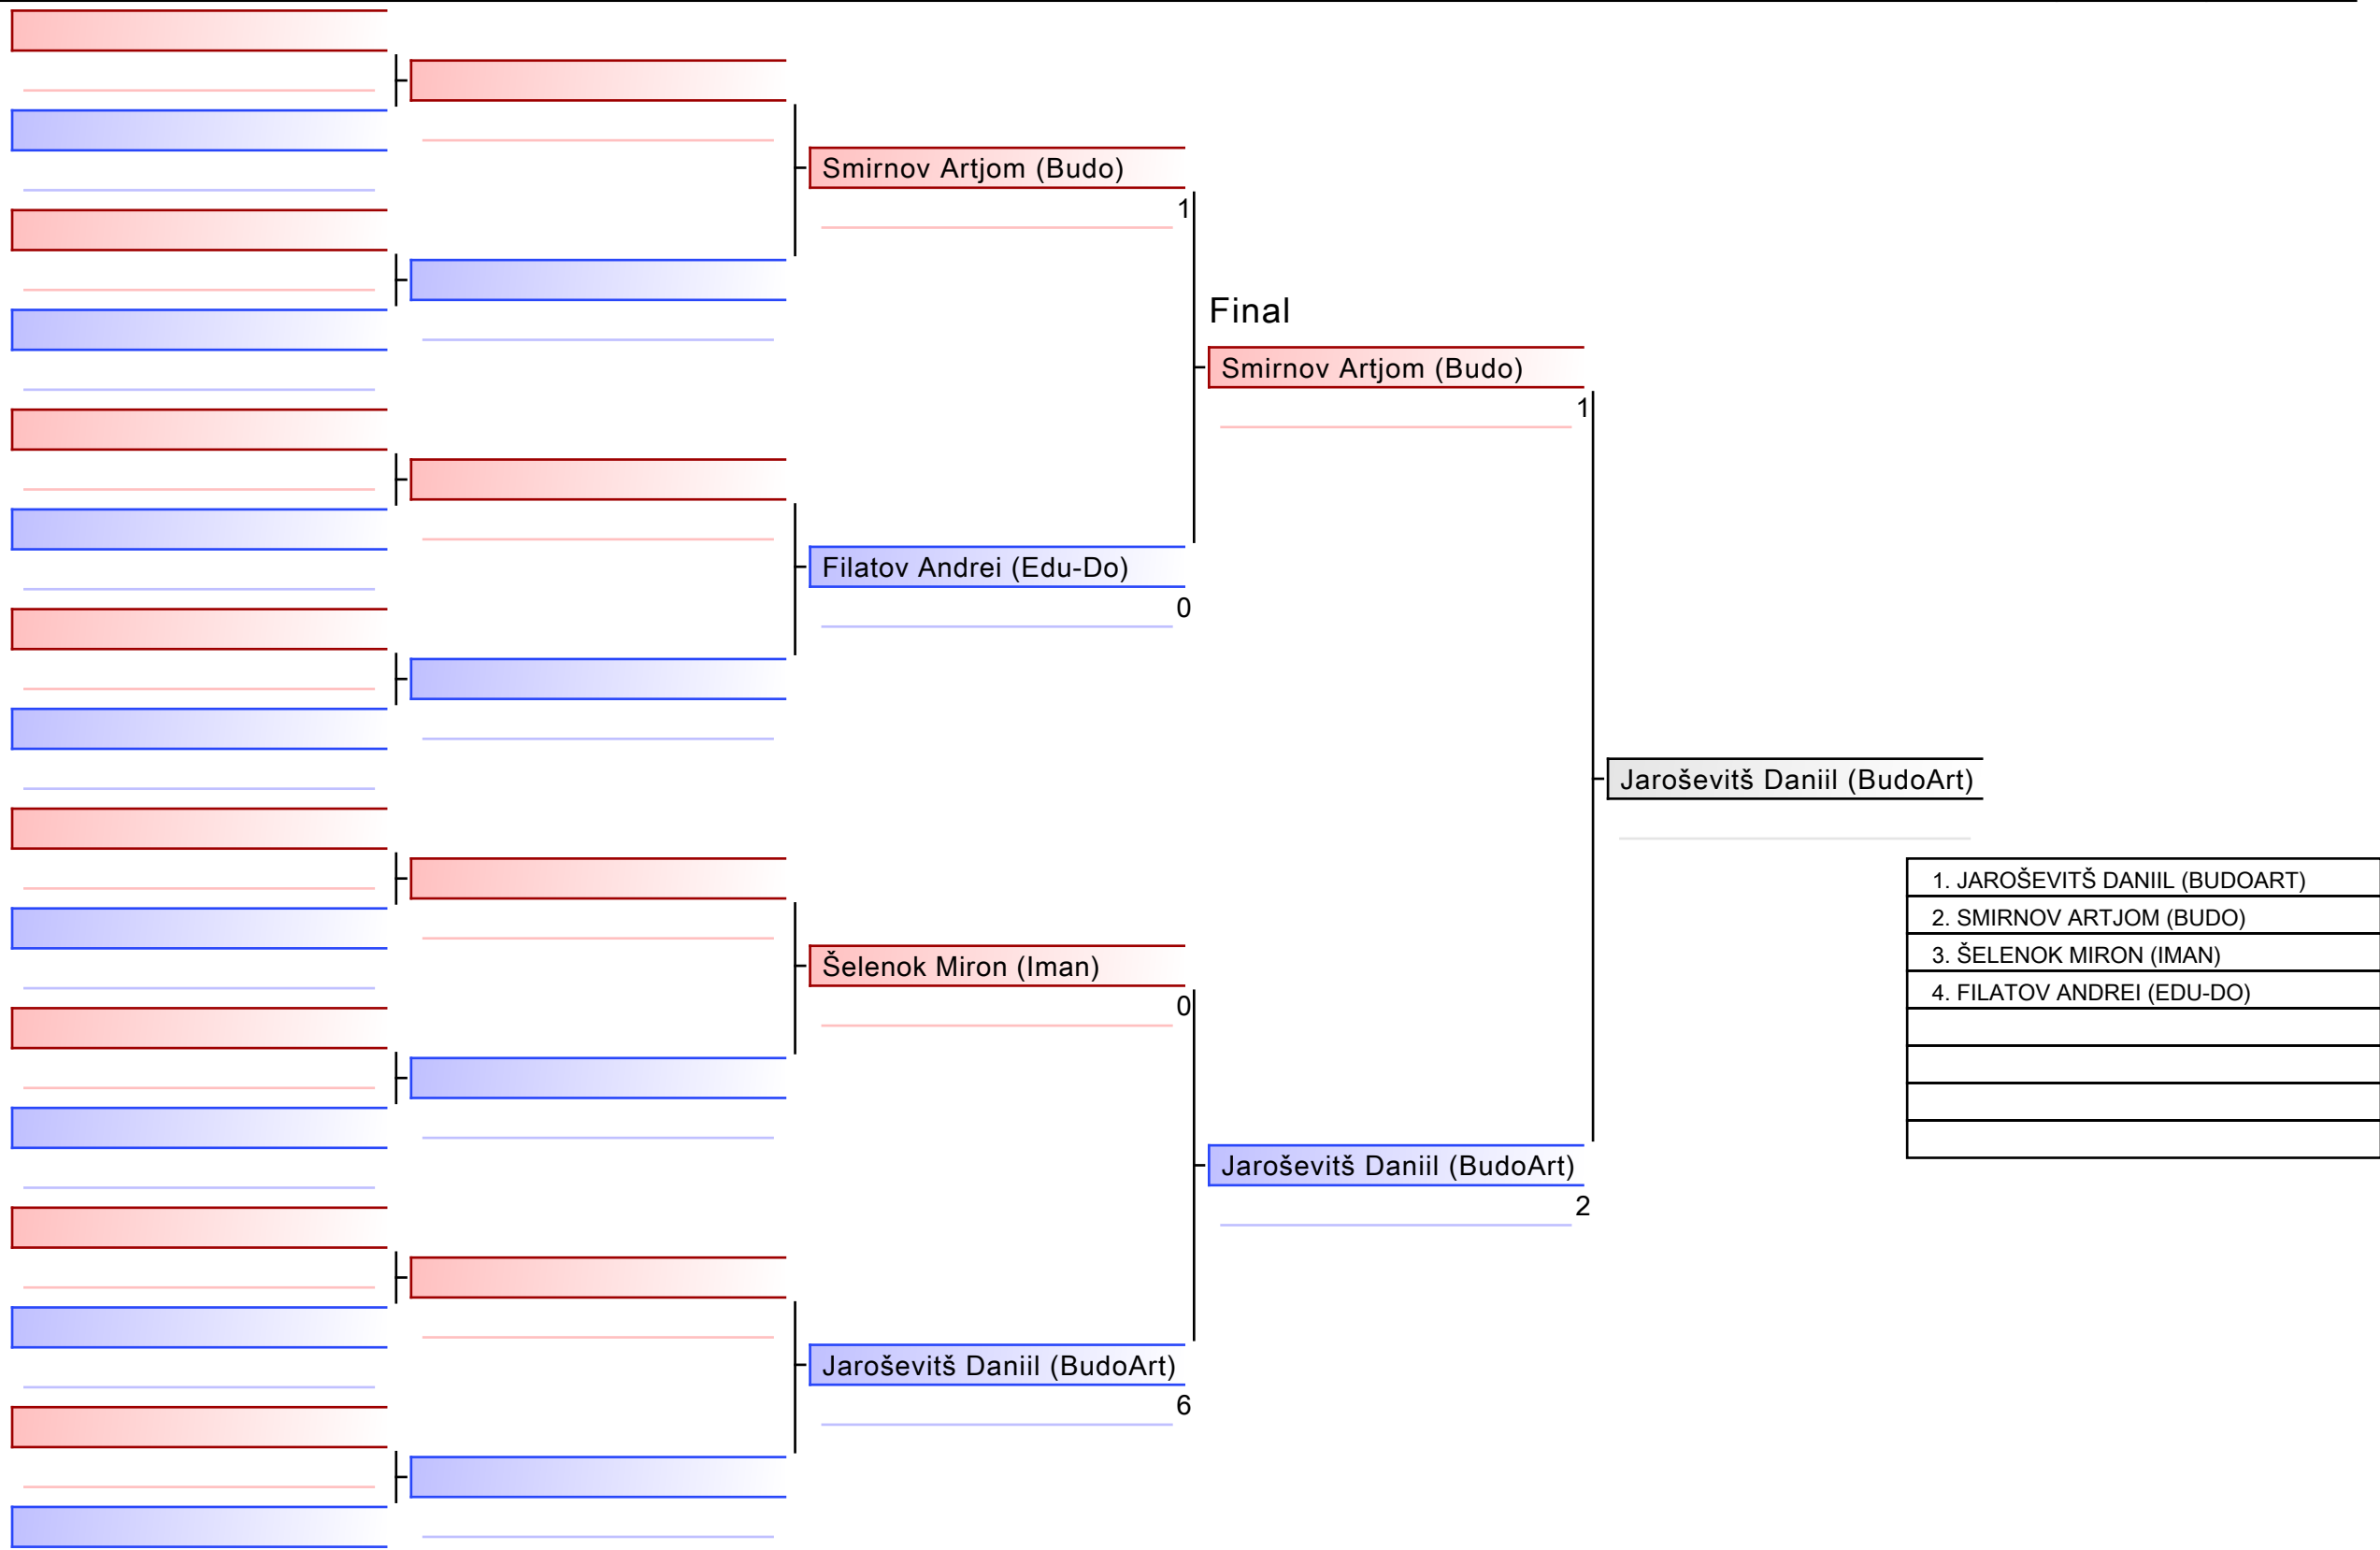 Smirnov Artjom (Budo)
1
Final
Smirnov Artjom (Budo)
1
Filatov Andrei (Edu-Do)
0
Jaroševitš Daniil (BudoArt)
1. JAROŠEVITŠ DANIIL (BUDOART)
2. SMIRNOV ARTJOM (BUDO)
3. ŠELENOK MIRON (IMAN)
4. FILATOV ANDREI (EDU-DO)
Šelenok Miron (Iman)
0
Jaroševitš Daniil (BudoArt)
2
Jaroševitš Daniil (BudoArt)
6